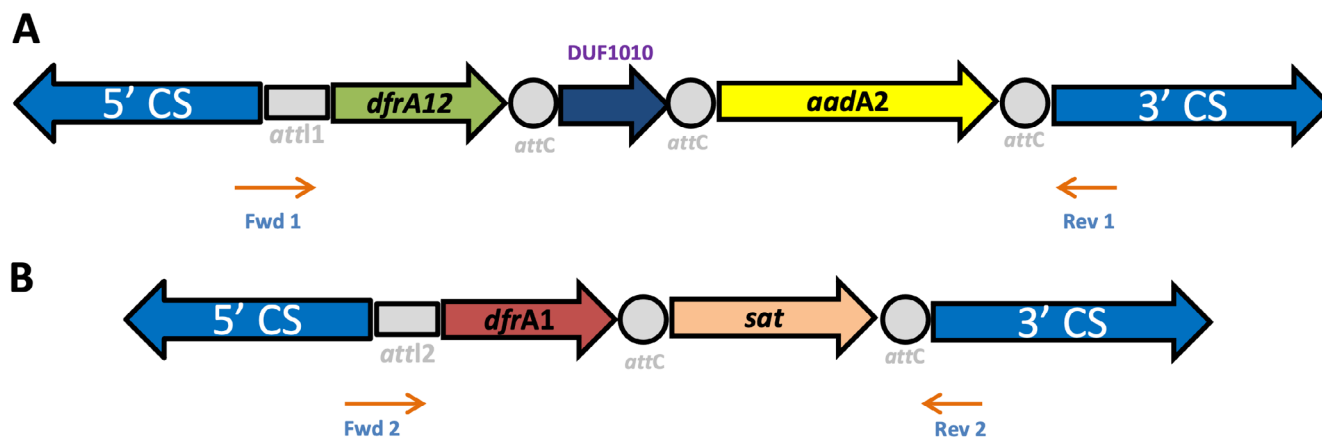 A
DUF1010
5’ CS dfrA12 aadA2 3’ CS
attI1 attC attC attC
Fwd 1 Rev 1
B
5’ CS dfrA1 sat 3’ CS
attI2 attC attC
Fwd 2 Rev 2